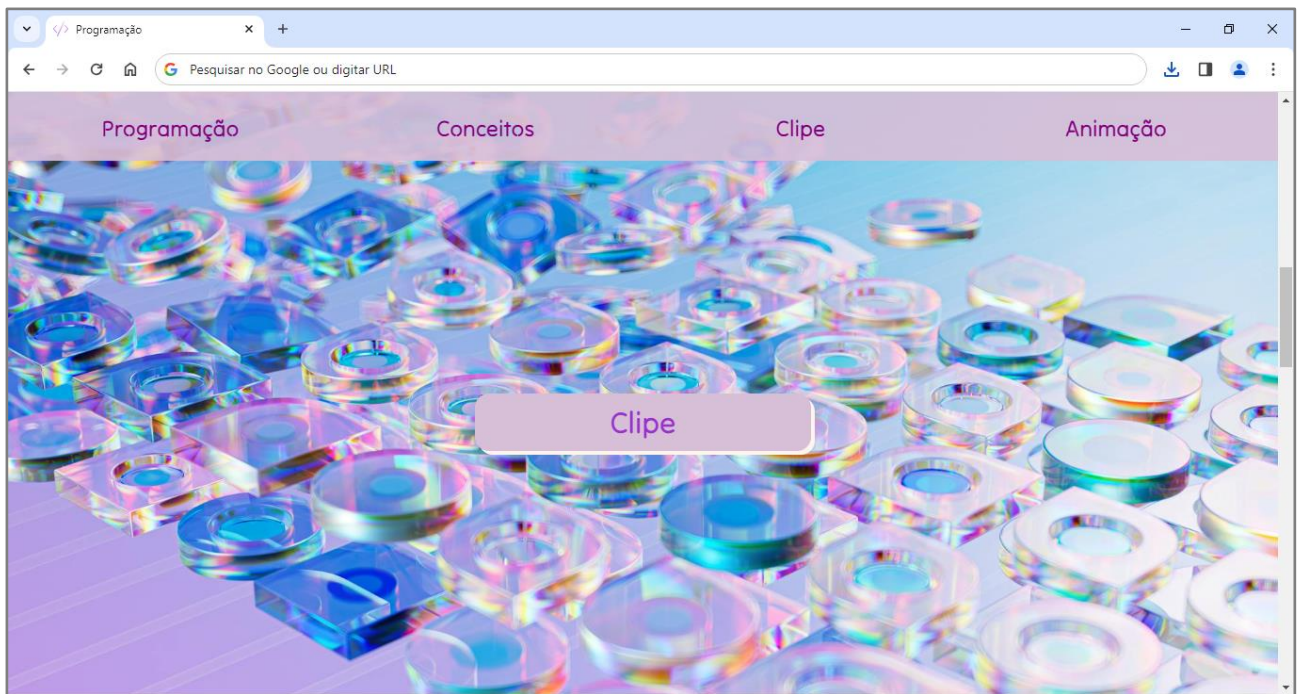 Programação
Pesquisar no Google ou digitar URL
Programação Conceitos Clipe Animação
Clipe